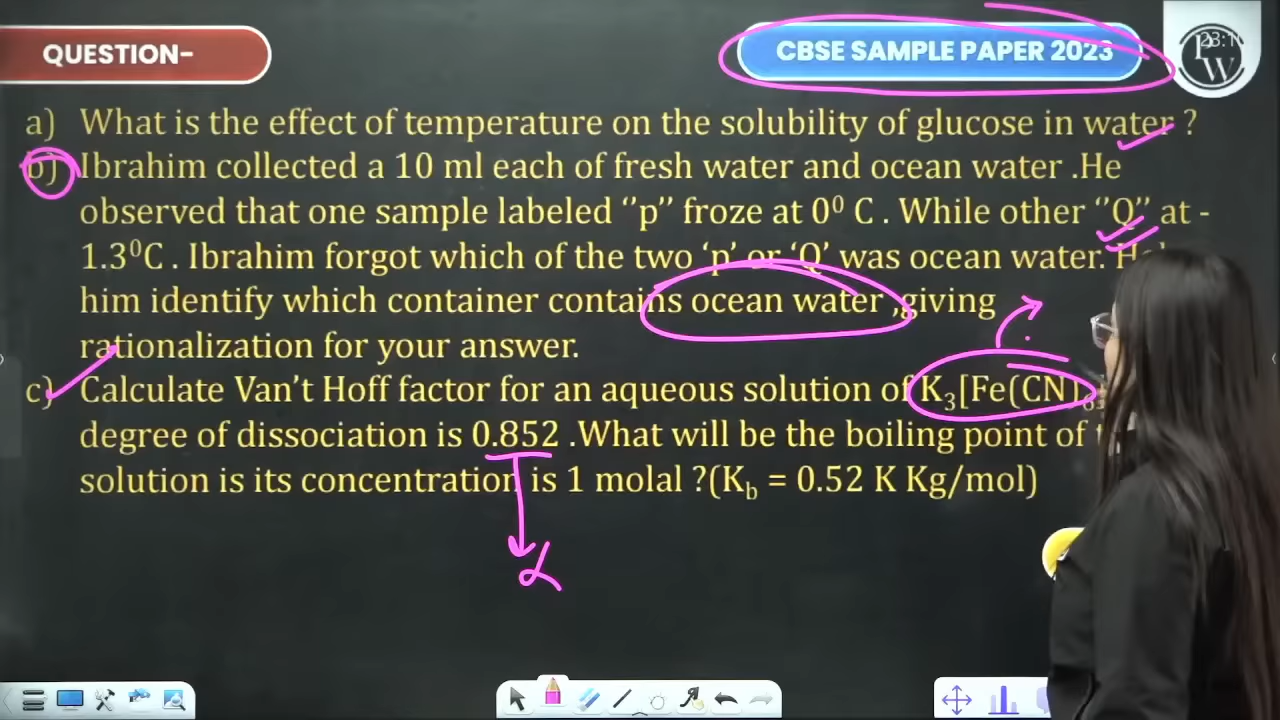 QUESTION-
CBSE SAMPLE PAPER 2023
PW
a) What is the effect of temperature on the solubility of glucose in water ?
b) Ibrahim collected a 10 ml each of fresh water and ocean water .He
observed that one sample labeled ‘‘p’’ froze at 0⁰ C . While other ‘‘Q’’ at -
1.3⁰C . Ibrahim forgot which of the two ‘p’ or ‘Q’ was ocean water.
him identify which container contains ocean water ,giving
rationalization for your answer.
c) Calculate Van’t Hoff factor for an aqueous solution of K₃[Fe(CN)₆]
degree of dissociation is 0.852 .What will be the boiling point of
solution is its concentration is 1 molal ?(K_b = 0.52 K Kg/mol)
α